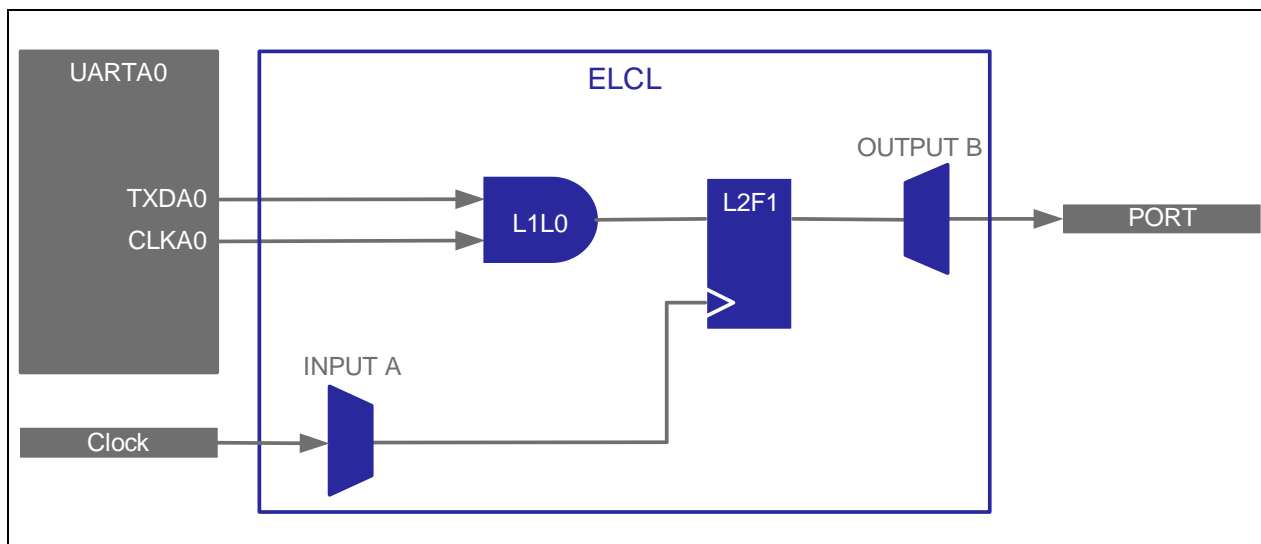 UARTA0
ELCL
OUTPUT B
TXDA0
L1L0
L2F1
PORT
CLKA0
INPUT A
Clock